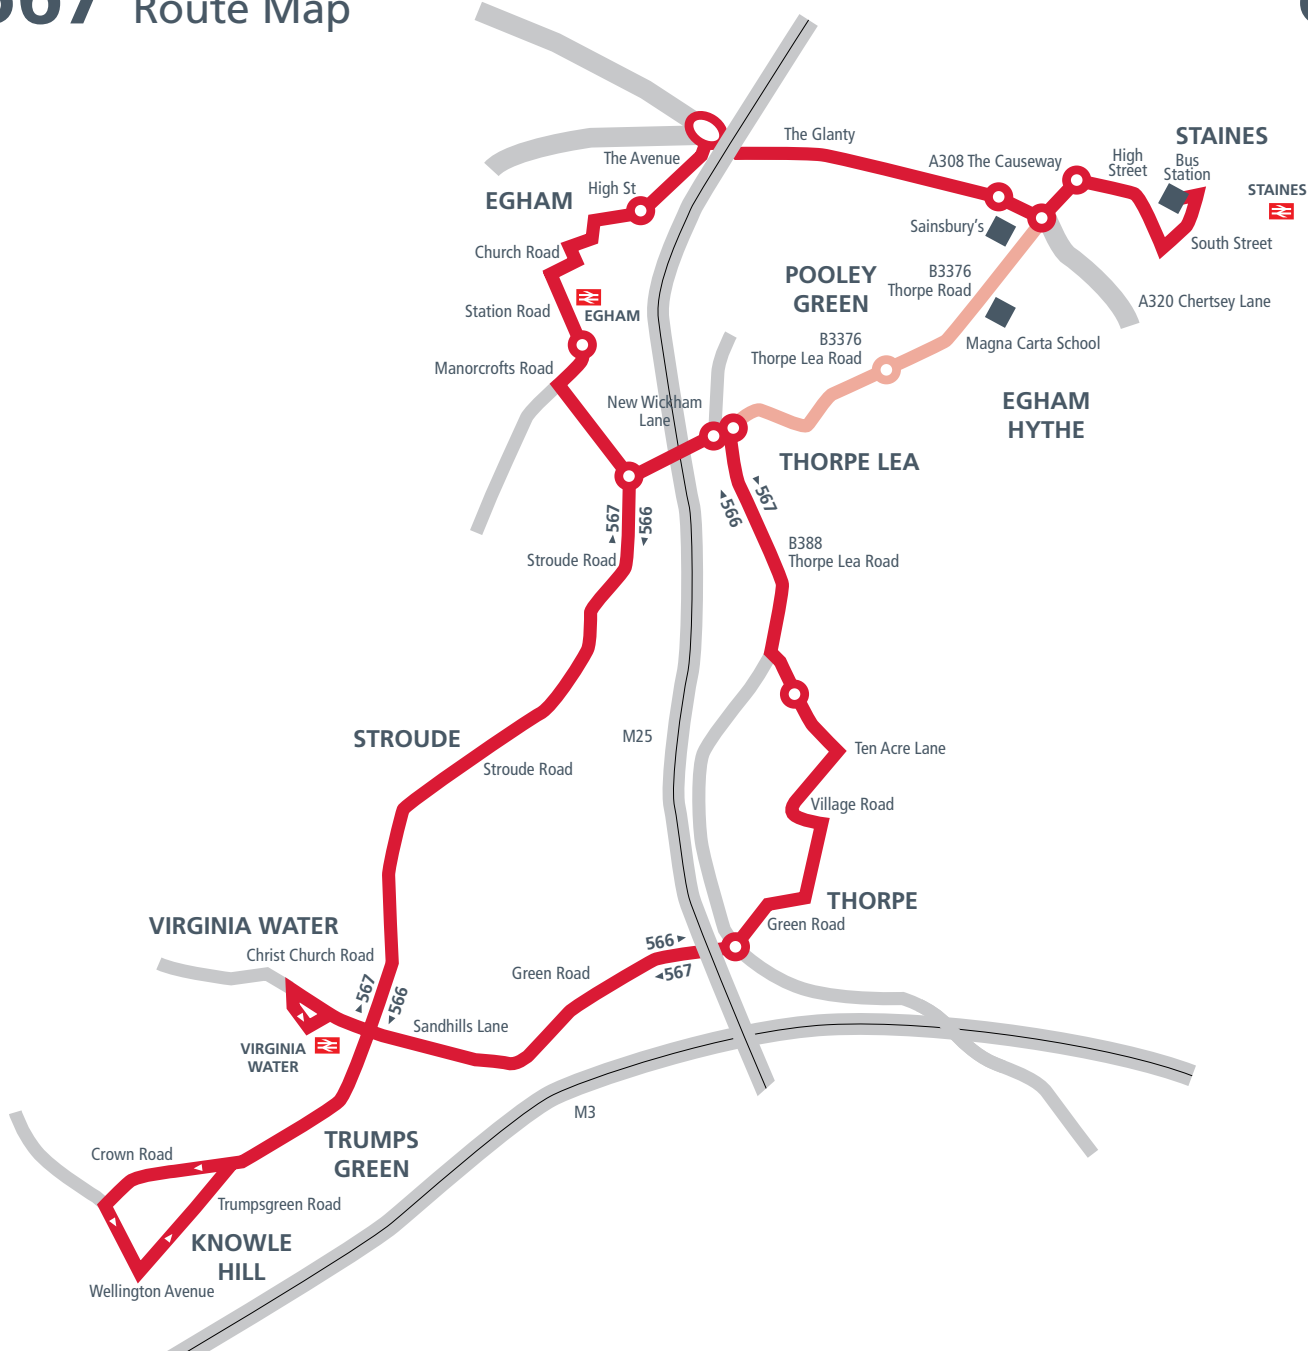 567 Route Map
The Glanty
STAINES
The Avenue
A308 The Causeway
High
Street
Bus
Station
High St
EGHAM
STAINES
Sainsbury's
South Street
Church Road
POOLEY
GREEN
B3376
Thorpe Road
Station Road
EGHAM
A320 Chertsey Lane
B3376
Thorpe Lea Road
Magna Carta School
Manorcrofts Road
New Wickham
Lane
EGHAM
HYTHE
THORPE LEA
567
566
566
567
B388
Thorpe Lea Road
Stroude Road
STROUDE
M25
Ten Acre Lane
Stroude Road
Village Road
THORPE
VIRGINIA WATER
Green Road
Christ Church Road
566
567
Green Road
567
566
Sandhills Lane
VIRGINIA
WATER
M3
TRUMPS
GREEN
Crown Road
Trumpsgreen Road
KNOWLE
HILL
Wellington Avenue